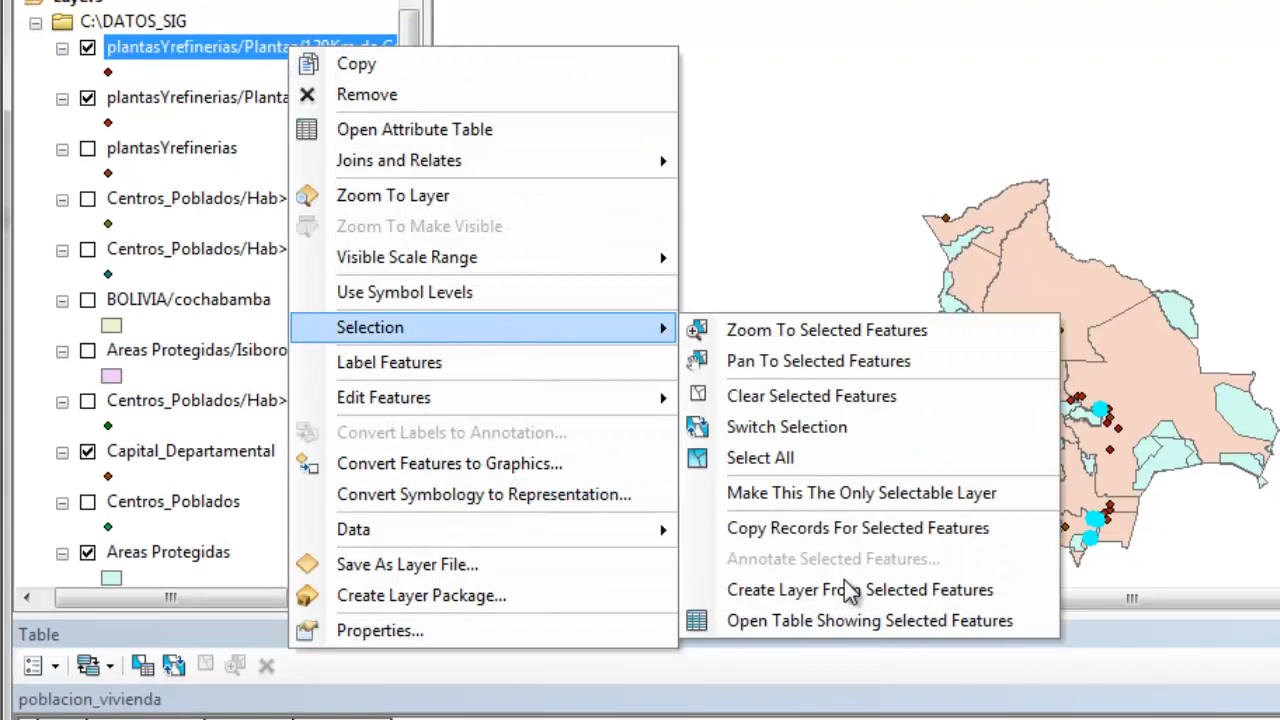 Layers
C:\DATOS_SIG
plantasYrefinerias/Plantas/120Km de C
plantasYrefinerias/Planta
plantasYrefinerias
Centros_Poblados/Hab>
Centros_Poblados/Hab>
BOLIVIA/cochabamba
Areas Protegidas/Isiboro
Centros_Poblados/Hab>
Capital_Departamental
Centros_Poblados
Areas Protegidas
Copy
Remove
Open Attribute Table
Joins and Relates
Zoom To Layer
Zoom To Make Visible
Visible Scale Range
Use Symbol Levels
Selection
Label Features
Edit Features
Convert Labels to Annotation...
Convert Features to Graphics...
Convert Symbology to Representation...
Data
Save As Layer File...
Create Layer Package...
Properties...
Zoom To Selected Features
Pan To Selected Features
Clear Selected Features
Switch Selection
Select All
Make This The Only Selectable Layer
Copy Records For Selected Features
Annotate Selected Features...
Create Layer From Selected Features
Open Table Showing Selected Features
Table
poblacion_vivienda